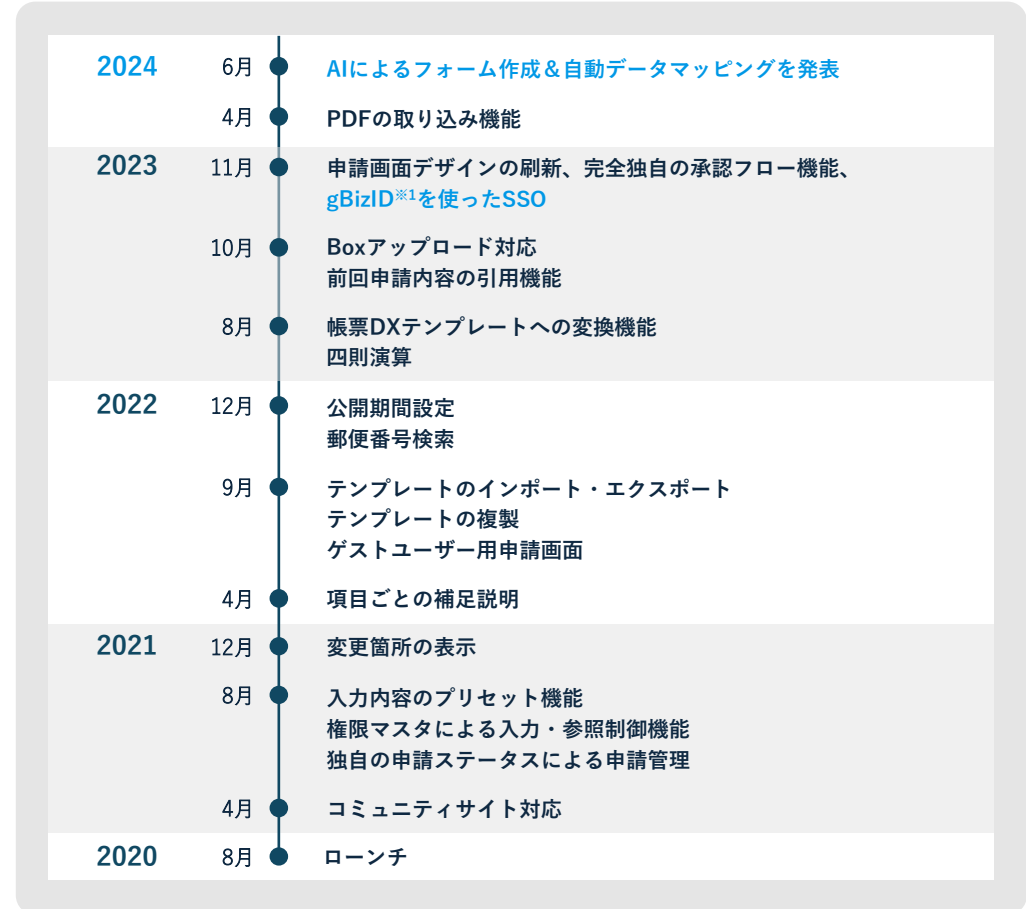 2024 6月 AIによるフォーム作成＆自動データマッピングを発表
4月 PDFの取り込み機能
2023 11月 申請画面デザインの刷新、完全独自の承認フロー機能、
gBizID※1を使ったSSO
10月 Boxアップロード対応
前回申請内容の引用機能
8月 帳票DXテンプレートへの変換機能
四則演算
2022 12月 公開期間設定
郵便番号検索
9月 テンプレートのインポート・エクスポート
テンプレートの複製
ゲストユーザー用申請画面
4月 項目ごとの補足説明
2021 12月 変更箇所の表示
8月 入力内容のプリセット機能
権限マスタによる入力・参照制御機能
独自の申請ステータスによる申請管理
4月 コミュニティサイト対応
2020 8月 ローンチ